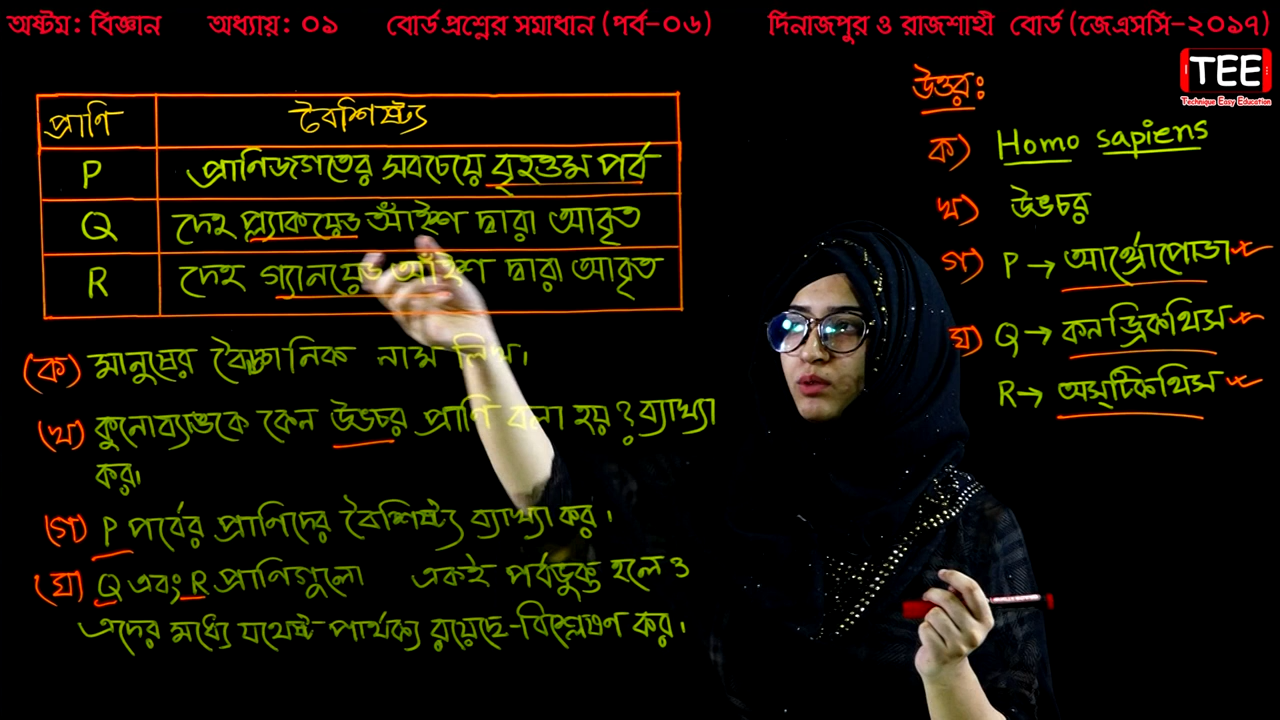 অষ্টম: বিজ্ঞান অধ্যায়: ০১ বোর্ড প্রশ্নের সমাধান (পর্ব-০৬) দিনাজপুর ও রাজশাহী বোর্ড (জেএসসি-২০১৭)
TEE
Technique Easy Education
প্রাণি বৈশিষ্ট্য
P প্রাণিজগতের সবচেয়ে বৃহত্তম পর্ব
Q দেহ প্ল্যাকয়েড আঁইশ দ্বারা আবৃত
R দেহ গ্যানয়েড আঁইশ দ্বারা আবৃত
(ক) মানুষের বৈজ্ঞানিক নাম লিখ।
(খ) কুনোব্যাঙকে কেন উভচর প্রাণি বলা হয়? ব্যাখ্যা
কর।
(গ) P পর্বের প্রাণিদের বৈশিষ্ট্য ব্যাখ্যা কর।
(ঘ) Q এবং R প্রাণিগুলো একই পর্বভুক্ত হলেও
এদের মধ্যে যথেষ্ট পার্থক্য রয়েছে-বিশ্লেষণ কর।
উত্তর:
ক) Homo sapiens
খ) উভচর
গ) P → আর্থ্রোপোডা
ঘ) Q → কনড্রিকথিস
R → অসটিকথিস